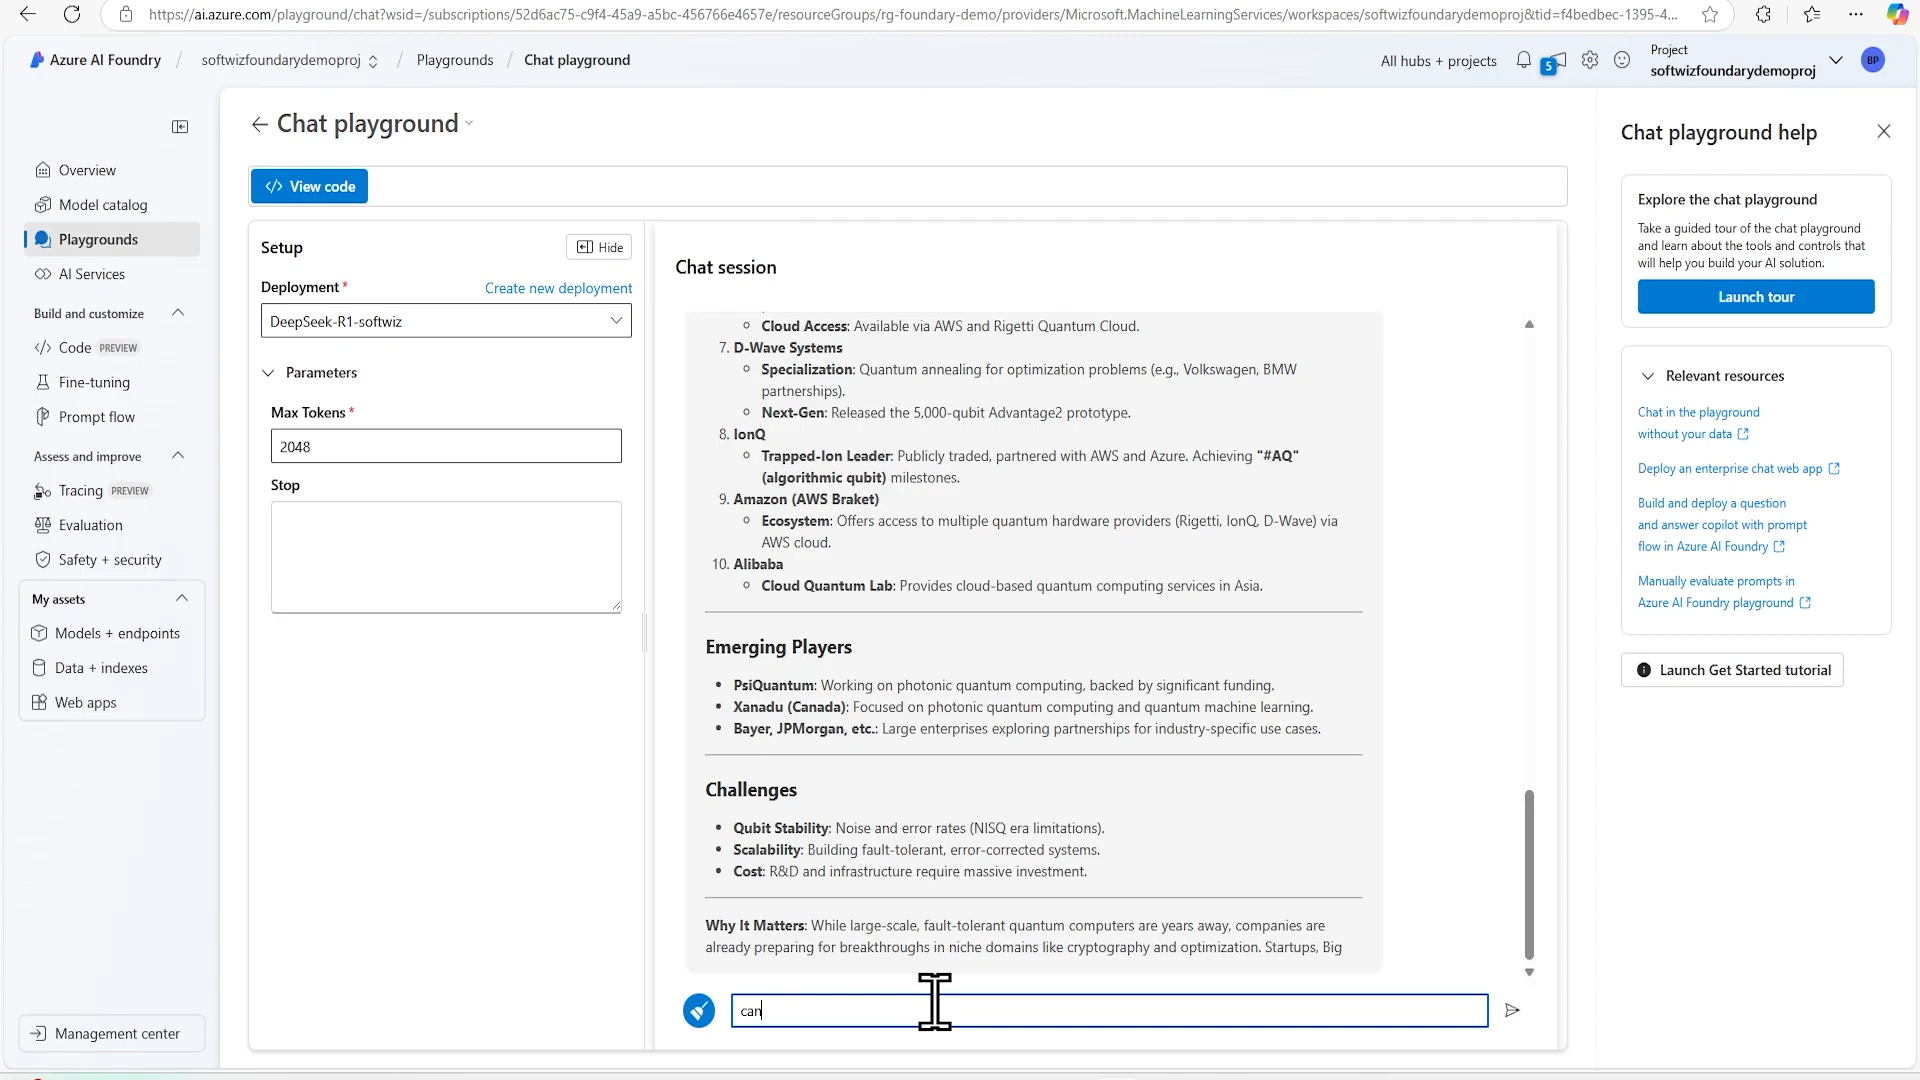 https://ai.azure.com/playground/chat?wsid=/subscriptions/52d6ac75-c9f4-45a9-a5bc-456766e4657e/resourceGroups/rg-foundary-demo/providers/Microsoft.MachineLearningServices/workspaces/softwizfoundarydemoproj&tid=f4bedbec-1395-4...
Azure AI Foundry / softwizfoundarydemoproj / Playgrounds / Chat playground
All hubs + projects
5
Project
softwizfoundarydemoproj
BP
Overview
Model catalog
Playgrounds
AI Services
Build and customize
Code PREVIEW
Fine-tuning
Prompt flow
Assess and improve
Tracing PREVIEW
Evaluation
Safety + security
My assets
Models + endpoints
Data + indexes
Web apps
Management center
Chat playground
View code
Setup
Hide
Deployment *
Create new deployment
DeepSeek-R1-softwiz
Parameters
Max Tokens *
2048
Stop
Chat session
Cloud Access: Available via AWS and Rigetti Quantum Cloud.
7. D-Wave Systems
Specialization: Quantum annealing for optimization problems (e.g., Volkswagen, BMW
partnerships).
Next-Gen: Released the 5,000-qubit Advantage2 prototype.
8. IonQ
Trapped-Ion Leader: Publicly traded, partnered with AWS and Azure. Achieving "#AQ"
(algorithmic qubit) milestones.
9. Amazon (AWS Braket)
Ecosystem: Offers access to multiple quantum hardware providers (Rigetti, IonQ, D-Wave) via
AWS cloud.
10. Alibaba
Cloud Quantum Lab: Provides cloud-based quantum computing services in Asia.
Emerging Players
PsiQuantum: Working on photonic quantum computing, backed by significant funding.
Xanadu (Canada): Focused on photonic quantum computing and quantum machine learning.
Bayer, JPMorgan, etc.: Large enterprises exploring partnerships for industry-specific use cases.
Challenges
Qubit Stability: Noise and error rates (NISQ era limitations).
Scalability: Building fault-tolerant, error-corrected systems.
Cost: R&D and infrastructure require massive investment.
Why It Matters: While large-scale, fault-tolerant quantum computers are years away, companies are
already preparing for breakthroughs in niche domains like cryptography and optimization. Startups, Big
can
Chat playground help
Explore the chat playground
Take a guided tour of the chat playground
and learn about the tools and controls that
will help you build your AI solution.
Launch tour
Relevant resources
Chat in the playground
without your data
Deploy an enterprise chat web app
Build and deploy a question
and answer copilot with prompt
flow in Azure AI Foundry
Manually evaluate prompts in
Azure AI Foundry playground
Launch Get Started tutorial